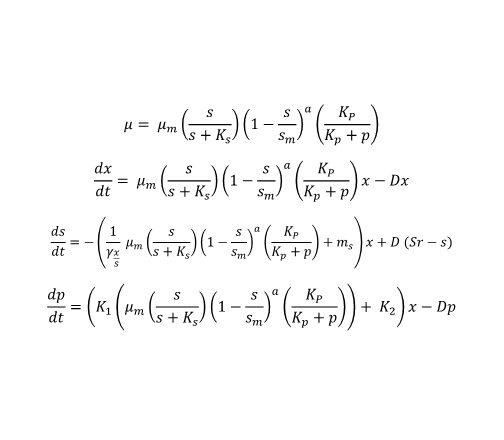 μ = μ_m (s / (s + K_s)) (1 − s / s_m)^a (K_P / (K_p + p))
dx/dt = μ_m (s / (s + K_s)) (1 − s / s_m)^a (K_P / (K_p + p)) x − Dx
ds/dt = −(1 / γ_{x/s} μ_m (s / (s + K_s)) (1 − s / s_m)^a (K_P / (K_p + p)) + m_s) x + D (Sr − s)
dp/dt = (K_1 (μ_m (s / (s + K_s)) (1 − s / s_m)^a (K_P / (K_p + p))) + K_2) x − Dp